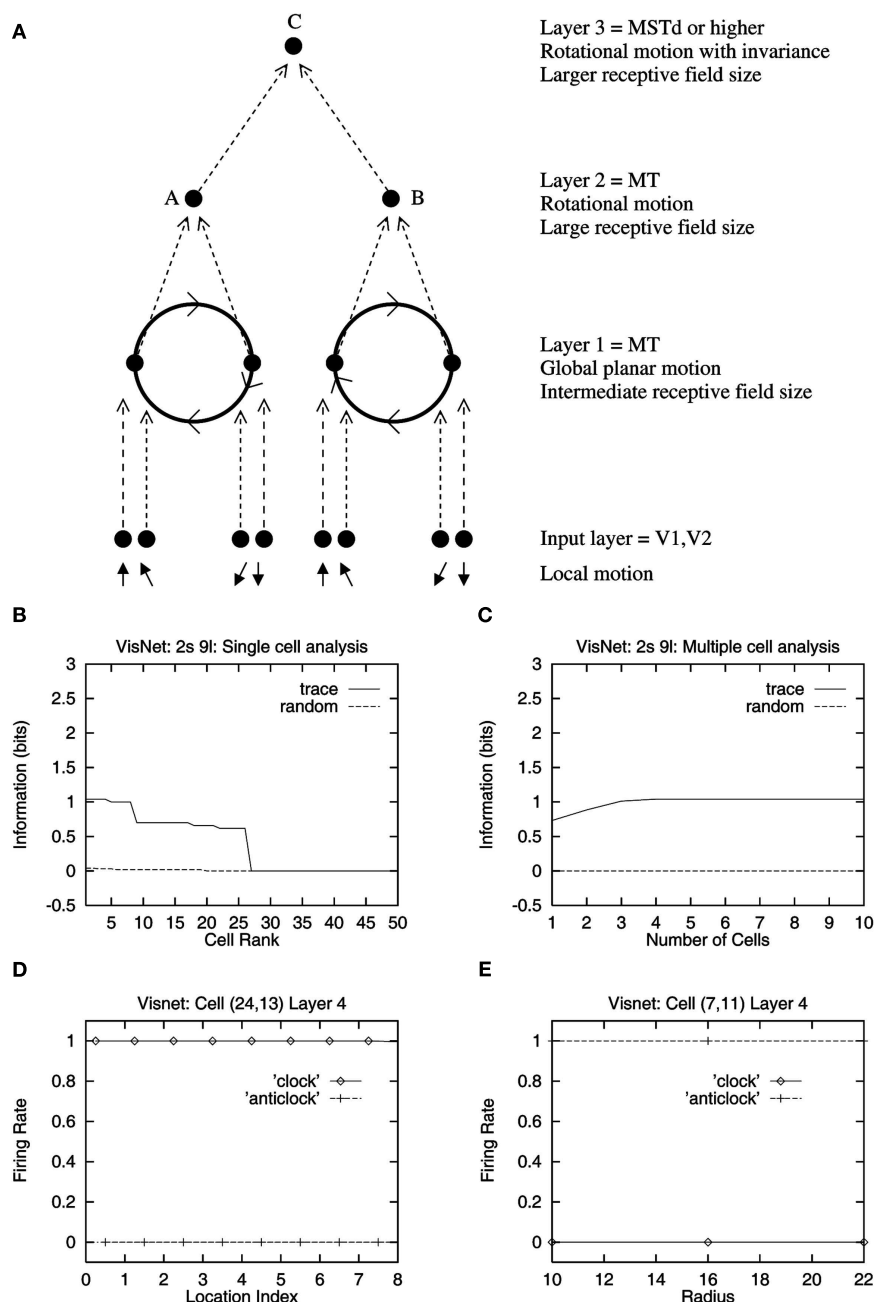 A
C
Layer 3 = MSTd or higher
Rotational motion with invariance
Larger receptive field size
A
B
Layer 2 = MT
Rotational motion
Large receptive field size
Layer 1 = MT
Global planar motion
Intermediate receptive field size
Input layer = V1,V2
Local motion
B
VisNet: 2s 9l: Single cell analysis
trace
random
Information (bits)
3
2.5
2
1.5
1
0.5
0
-0.5
5 10 15 20 25 30 35 40 45 50
Cell Rank
C
VisNet: 2s 9l: Multiple cell analysis
trace
random
Information (bits)
3
2.5
2
1.5
1
0.5
0
-0.5
1 2 3 4 5 6 7 8 9 10
Number of Cells
D
Visnet: Cell (24,13) Layer 4
'clock'
'anticlock'
Firing Rate
1
0.8
0.6
0.4
0.2
0
0 1 2 3 4 5 6 7 8
Location Index
E
Visnet: Cell (7,11) Layer 4
'clock'
'anticlock'
Firing Rate
1
0.8
0.6
0.4
0.2
0
10 12 14 16 18 20 22
Radius